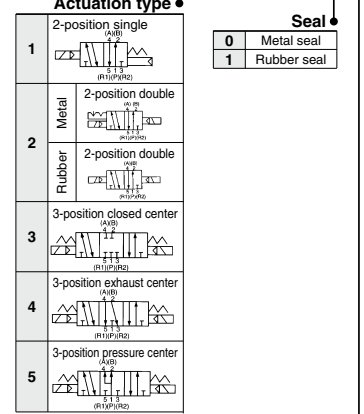 Actuation type
Seal
0 Metal seal
1 Rubber seal
1
2-position single
(A)(B)
4 2
5 1 3
(R1)(P)(R2)
2
Metal
2-position double
(A) (B)
4 2
5 1 3
(R1)(P)(R2)
Rubber
2-position double
(A)(B)
4 2
5 1 3
(R1)(P)(R2)
3
3-position closed center
(A)(B)
4 2
5 1 3
(R1)(P)(R2)
4
3-position exhaust center
(A)(B)
4 2
5 1 3
(R1)(P)(R2)
5
3-position pressure center
(A)(B)
4 2
5 1 3
(R1)(P)(R2)